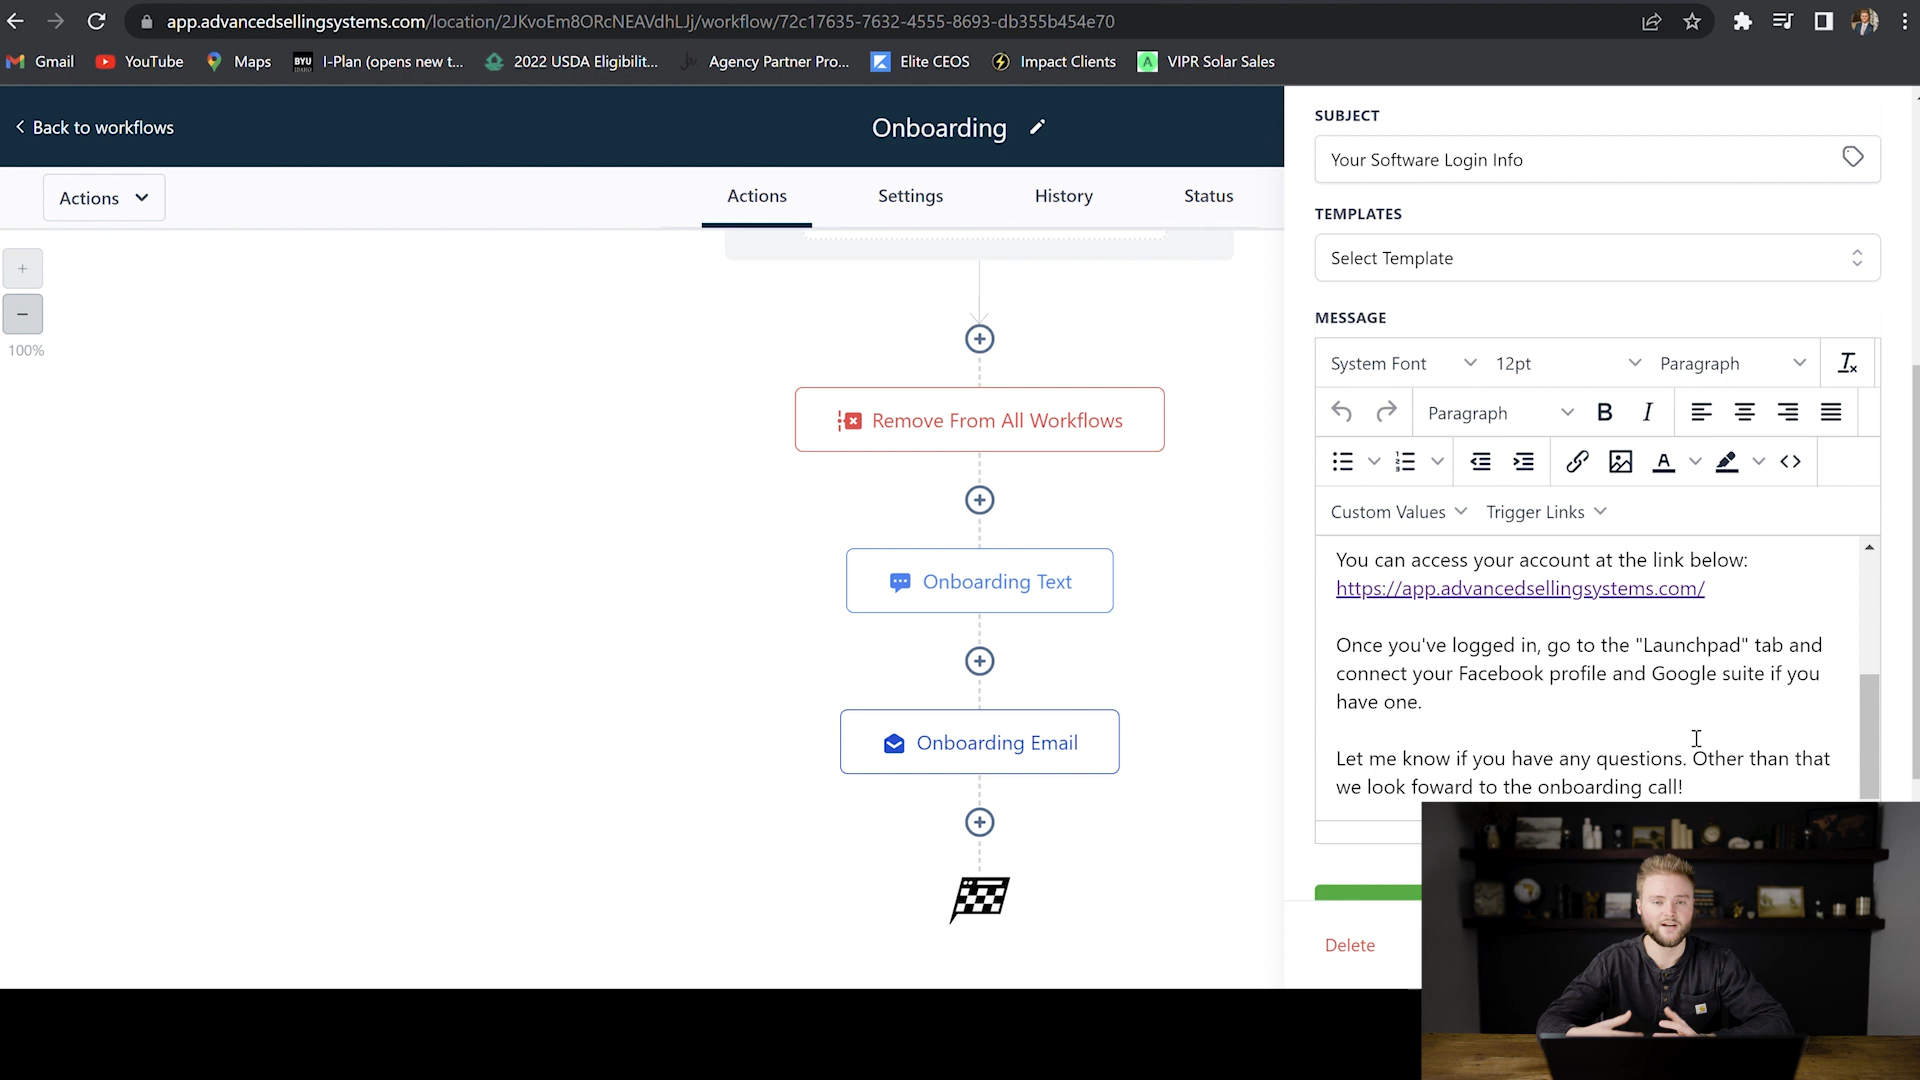 app.advancedsellingsystems.com/location/2JKvoEm8ORcNEAVdhLJj/workflow/72c17635-7632-4555-8693-db355b454e70
Gmail
YouTube
Maps
BYU
IDAHO
I-Plan (opens new t...
2022 USDA Eligibilit...
Agency Partner Pro...
Elite CEOS
Impact Clients
A
VIPR Solar Sales
Back to workflows
Onboarding
Actions
Actions
Settings
History
Status
+
−
100%
Remove From All Workflows
Onboarding Text
Onboarding Email
SUBJECT
Your Software Login Info
TEMPLATES
Select Template
MESSAGE
System Font
12pt
Paragraph
Paragraph
B
I
A
Custom Values
Trigger Links
You can access your account at the link below:
https://app.advancedsellingsystems.com/
Once you've logged in, go to the "Launchpad" tab and
connect your Facebook profile and Google suite if you
have one.
Let me know if you have any questions. Other than that
we look foward to the onboarding call!
Delete